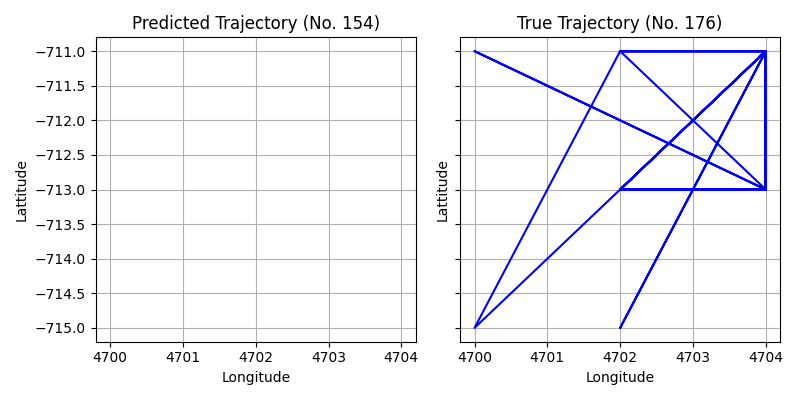 Predicted Trajectory (No. 154)
−711.0
−711.5
−712.0
−712.5
−713.0
−713.5
−714.0
−714.5
−715.0
Lattitude
4700 4701 4702 4703 4704
Longitude
True Trajectory (No. 176)
Lattitude
4700 4701 4702 4703 4704
Longitude